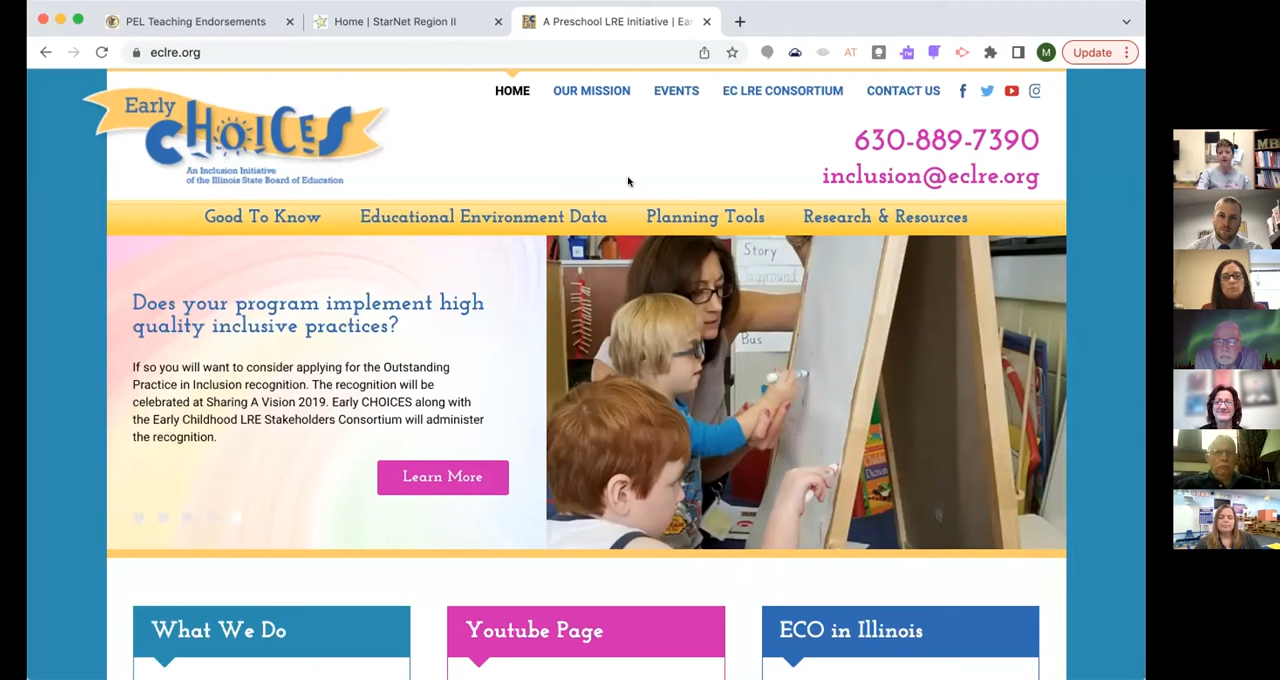 PEL Teaching Endorsements
Home | StarNet Region II
A Preschool LRE Initiative | Ear
eclre.org
AT
M
Update
HOME
OUR MISSION
EVENTS
EC LRE CONSORTIUM
CONTACT US
Early
CHOICES
An Inclusion Initiative
of the Illinois State Board of Education
630-889-7390
inclusion@eclre.org
Good To Know
Educational Environment Data
Planning Tools
Research & Resources
Does your program implement high
quality inclusive practices?
If so you will want to consider applying for the Outstanding
Practice in Inclusion recognition. The recognition will be
celebrated at Sharing A Vision 2019. Early CHOICES along with
the Early Childhood LRE Stakeholders Consortium will administer
the recognition.
Learn More
Story
Playground
Bus
What We Do
Youtube Page
ECO in Illinois